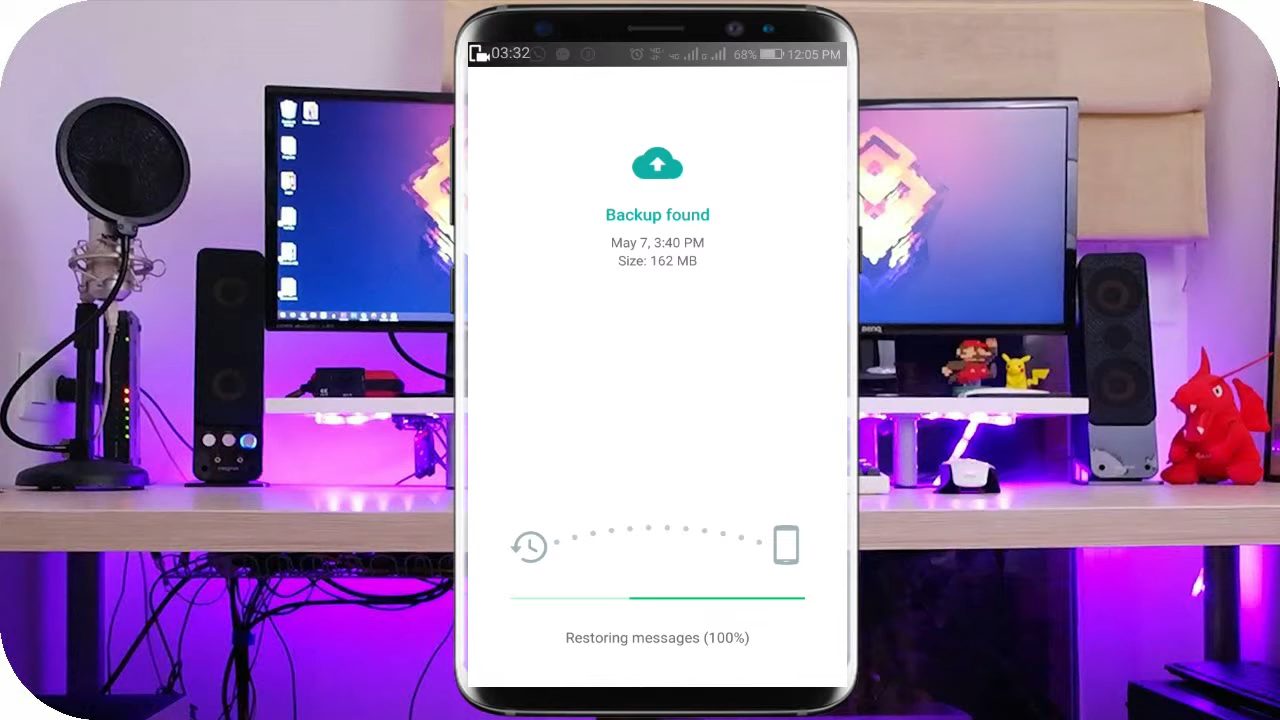 03:32 68% 12:05 PM
Backup found
May 7, 3:40 PM
Size: 162 MB
Restoring messages (100%)
BenQ